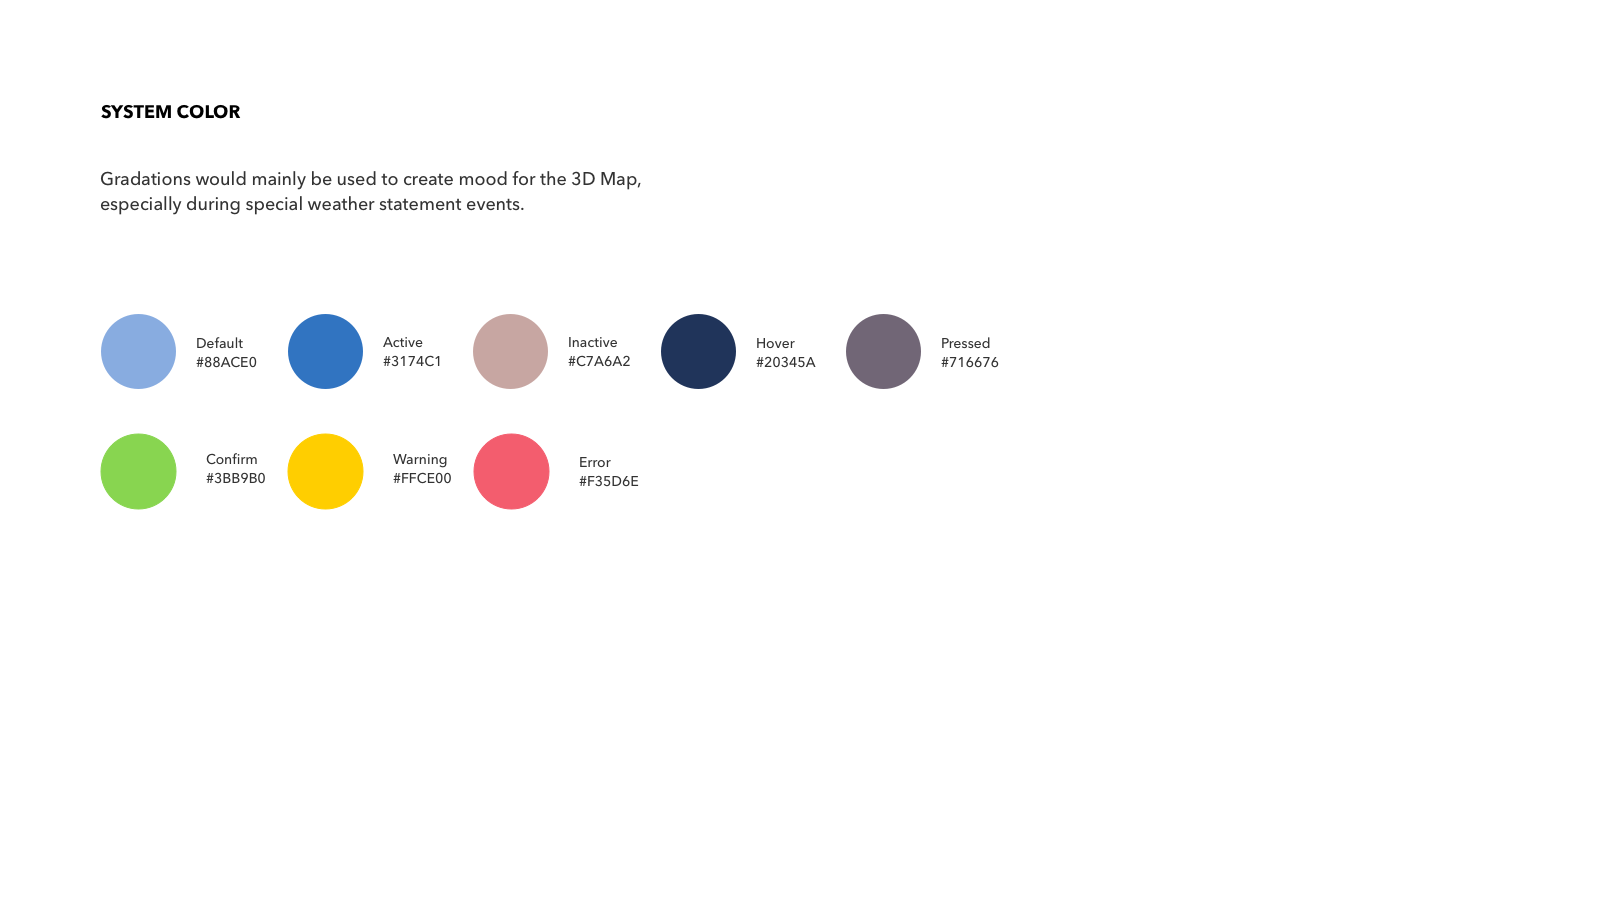 SYSTEM COLOR
Gradations would mainly be used to create mood for the 3D Map,
especially during special weather statement events.
Default
#88ACE0
Active
#3174C1
Inactive
#C7A6A2
Hover
#20345A
Pressed
#716676
Confirm
#3BB9B0
Warning
#FFCE00
Error
#F35D6E